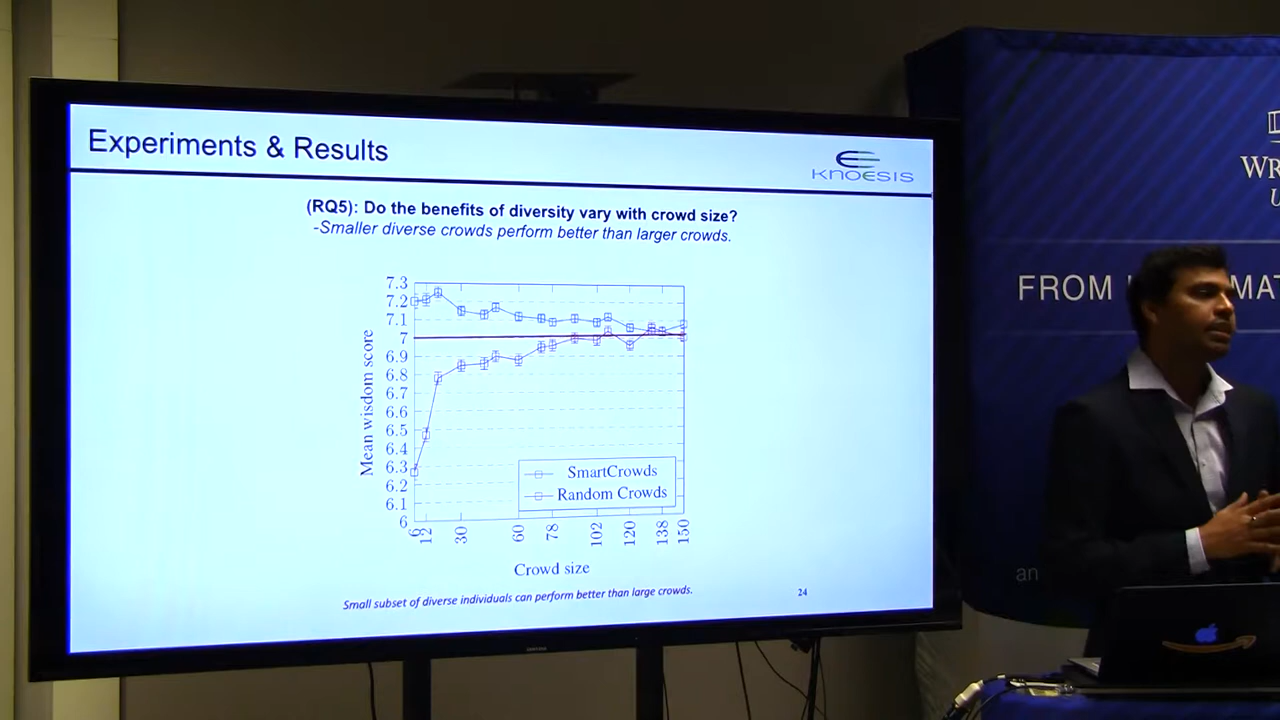 Experiments & Results
KNOESIS
(RQ5): Do the benefits of diversity vary with crowd size?
-Smaller diverse crowds perform better than larger crowds.
7.3
7.2
7.1
7
6.9
6.8
6.7
6.6
6.5
6.4
6.3
6.2
6.1
6
Mean wisdom score
SmartCrowds
Random Crowds
6
12
30
60
78
102
120
138
150
Crowd size
Small subset of diverse individuals can perform better than large crowds.
24
WR
U
FROM
MAT
an